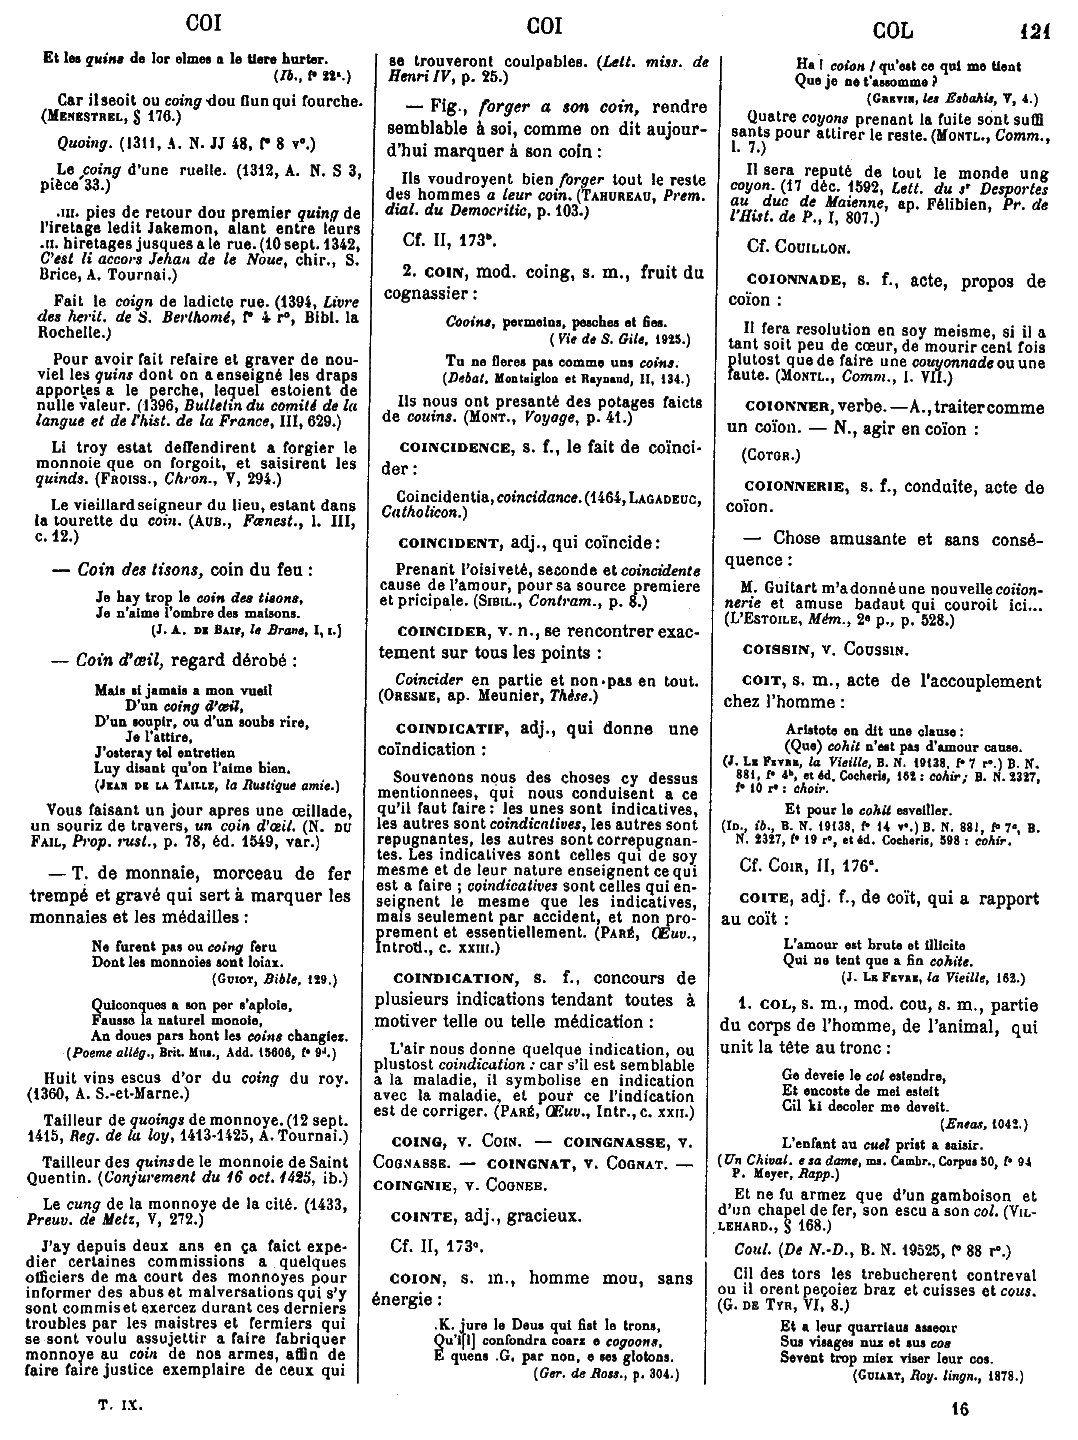 COI
COI
COL
121
Et les quins de lor elmes a le tiere hurter.
(Ib., f° 22ᵃ.)
Car il seoit ou coing dou flun qui fourche.
(MENESTREL, § 176.)
Quoing. (1311, A. N. JJ 48, f° 8 v°.)
Le coing d'une ruelle. (1312, A. N. S 3,
pièce 33.)
.III. pies de retour dou premier quing de
l'iretage ledit Jakemon, alant entre leurs
.II. hiretages jusques a le rue. (10 sept. 1342,
C'est li accors Jehan de le Noue, chir., S.
Brice, A. Tournai.)
Fait le coign de ladicte rue. (1394, Livre
des herit. de S. Berthomé, f° 4 r°, Bibl. la
Rochelle.)
Pour avoir fait refaire et graver de nou-
viel les quins dont on a enseigné les draps
apportes a le perche, lequel estoient de
nulle valeur. (1396, Bulletin du comité de la
langue et de l'hist. de la France, III, 629.)
Li troy estat deffendirent a forgier le
monnoie que on forgoit, et saisirent les
quinds. (FROISS., Chron., V, 294.)
Le vieillard seigneur du lieu, estant dans
la tourette du coin. (AUB., Fænest., l. III,
c. 12.)
— Coin des tisons, coin du feu :
Je hay trop le coin des tisons,
Je n'aime l'ombre des maisons.
(J. A. DE BAIF, le Brave, I, I.)
— Coin d'œil, regard dérobé :
Mais si jamais a mon vueil
D'un coing d'œil,
D'un soupir, ou d'un soubs rire,
Je l'attire,
J'osteray tel entretien
Luy disant qu'on l'aime bien.
(JEAN DE LA TAILLE, la Rustique amie.)
Vous faisant un jour apres une œillade,
un souriz de travers, un coin d'œil. (N. DU
FAIL, Prop. rust., p. 78, éd. 1549, var.)
— T. de monnaie, morceau de fer
trempé et gravé qui sert à marquer les
monnaies et les médailles :
Ne furent pas ou coing feru
Dont les monnoies sont loiax.
(GUIOT, Bible, 129.)
Quiconques a son per s'aploie,
Fausse la naturel monoie,
An doues pars hont les coins changies.
(Poeme allég., Brit. Mus., Add. 15606, f° 9ᵈ.)
Huit vins escus d'or du coing du roy.
(1360, A. S.-et-Marne.)
Tailleur de quoings de monnoye. (12 sept.
1415, Reg. de la loy, 1413-1425, A. Tournai.)
Tailleur des quins de le monnoie de Saint
Quentin. (Conjurement du 16 oct. 1425, ib.)
Le cung de la monnoye de la cité. (1433,
Preuv. de Metz, V, 272.)
J'ay depuis deux ans en ça faict expe-
dier certaines commissions a quelques
officiers de ma court des monnoyes pour
informer des abus et malversations qui s'y
sont commis et exercez durant ces derniers
troubles par les maistres et fermiers qui
se sont voulu assujettir a faire fabriquer
monnoye au coin de nos armes, affin de
faire faire justice exemplaire de ceux qui
T. IX.
se trouveront coulpables. (Lett. miss. de
Henri IV, p. 25.)
— Fig., forger a son coin, rendre
semblable à soi, comme on dit aujour-
d'hui marquer à son coin :
Ils voudroyent bien forger tout le reste
des hommes a leur coin. (TAHUREAU, Prem.
dial. du Democritic, p. 103.)
Cf. II, 173ᵇ.
2. COIN, mod. coing, s. m., fruit du
cognassier :
Cooins, permeins, pesches et fies.
(Vie de S. Gile, 1925.)
Tu ne fleres pas comme uns coins.
(Debat, Montaiglon et Raynaud, II, 134.)
Ils nous ont presanté des potages faicts
de couins. (MONT., Voyage, p. 41.)
COINCIDENCE, s. f., le fait de coïnci-
der :
Coincidentia, coincidance. (1464, LAGADEUC,
Catholicon.)
COINCIDENT, adj., qui coïncide :
Prenant l'oisiveté, seconde et coincidente
cause de l'amour, pour sa source premiere
et pricipale. (SIBIL., Contram., p. 8.)
COINCIDER, v. n., se rencontrer exac-
tement sur tous les points :
Coincider en partie et non pas en tout.
(ORESME, ap. Meunier, Thèse.)
COINDICATIF, adj., qui donne une
coïndication :
Souvenons nous des choses cy dessus
mentionnees, qui nous conduisent a ce
qu'il faut faire : les unes sont indicatives,
les autres sont coindicatives, les autres sont
repugnantes, les autres sont correpugnan-
tes. Les indicatives sont celles qui de soy
mesme et de leur nature enseignent ce qui
est a faire ; coindicatives sont celles qui en-
seignent le mesme que les indicatives,
mais seulement par accident, et non pro-
prement et essentiellement. (PARÉ, Œuv.,
Introd., c. XXIII.)
COINDICATION, s. f., concours de
plusieurs indications tendant toutes à
motiver telle ou telle médication :
L'air nous donne quelque indication, ou
plustost coindication : car s'il est semblable
a la maladie, il symbolise en indication
avec la maladie, et pour ce l'indication
est de corriger. (PARÉ, Œuv., Intr., c. XXII.)
COING, v. COIN. — COINGNASSE, v.
COGNASSE. — COINGNAT, v. COGNAT. —
COINGNIE, v. COGNEE.
COINTE, adj., gracieux.
Cf. II, 173ᶜ.
COION, s. m., homme mou, sans
énergie :
.K. jure le Deus qui fist le trons,
Qu'i[l] confondra coarz e cogoons,
E quens .G. par non, e ses glotons.
(Ger. de Ross., p. 304.)
Ha ! coion ! qu'est ce qui me tient
Que je ne t'assomme ?
(GREVIN, les Esbahis, V, 4.)
Quatre coyons prenant la fuite sont suffi
sants pour attirer le reste. (MONTL., Comm.,
l. 7.)
Il sera reputé de tout le monde ung
coyon. (17 déc. 1592, Lett. du sʳ Desportes
au duc de Maienne, ap. Félibien, Pr. de
l'Hist. de P., I, 807.)
Cf. COUILLON.
COIONNADE, s. f., acte, propos de
coïon :
Il fera resolution en soy meisme, si il a
tant soit peu de cœur, de mourir cent fois
plutost que de faire une couyonnade ou une
faute. (MONTL., Comm., l. VII.)
COIONNER, verbe. — A., traiter comme
un coïon. — N., agir en coïon :
(COTGR.)
COIONNERIE, s. f., conduite, acte de
coïon.
— Chose amusante et sans consé-
quence :
M. Guitart m'a donné une nouvelle coiion-
nerie et amuse badaut qui couroit ici...
(L'ESTOILE, Mém., 2ᵉ p., p. 528.)
COISSIN, v. COUSSIN.
COIT, s. m., acte de l'accouplement
chez l'homme :
Aristote en dit une clause :
(Que) cohit n'est pas d'amour cause.
(J. LE FEVRE, la Vieille, B. N. 19138, f° 7 r°.) B. N.
881, f° 4ᵇ, et éd. Cocheris, 162 : cohir ; B. N. 2327,
f° 10 r° : choir.
Et pour le cohit esveiller.
(ID., ib., B. N. 19138, f° 14 v°.) B. N. 881, f° 7ᵃ, B.
N. 2327, f° 19 r°, et éd. Cocheris, 598 : cohir.
Cf. COIR, II, 176ᵃ.
COITE, adj. f., de coït, qui a rapport
au coït :
L'amour est brute et illicite
Qui ne tent que a fin cohite.
(J. LE FEVRE, la Vieille, 162.)
1. COL, s. m., mod. cou, s. m., partie
du corps de l'homme, de l'animal, qui
unit la tête au tronc :
Ge deveie le col estendre,
Et encoste de mei esteit
Cil ki decoler me deveit.
(Eneas, 1042.)
L'enfant au cuel prist a saisir.
(Un Chival. e sa dame, ms. Cambr., Corpus 50, f° 94
P. Meyer, Rapp.)
Et ne fu armez que d'un gamboison et
d'un chapel de fer, son escu a son col. (VIL-
LEHARD., § 168.)
Coul. (De N.-D., B. N. 19525, f° 88 r°.)
Cil des tors les trebucherent contreval
ou il orent peçoiez braz et cuisses et cous.
(G. DE TYR, VI, 8.)
Et a leur quarriaus asseoir
Sus visages nuz et sus cos
Sevent trop miex viser leur cos.
(GUIART, Roy. lingn., 1878.)
16